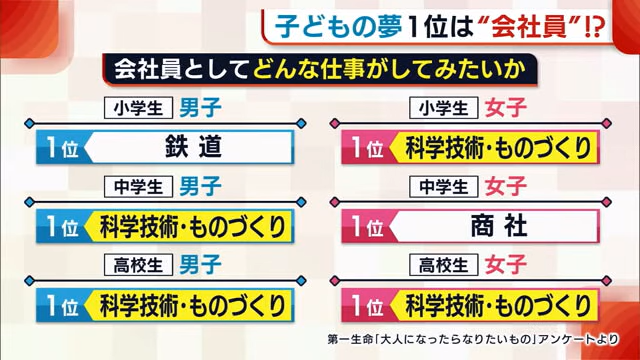 子どもの夢1位は“会社員”!?
会社員としてどんな仕事がしてみたいか
小学生 男子
1位 鉄道
小学生 女子
1位 科学技術・ものづくり
中学生 男子
1位 科学技術・ものづくり
中学生 女子
1位 商社
高校生 男子
1位 科学技術・ものづくり
高校生 女子
1位 科学技術・ものづくり
第一生命「大人になったらなりたいもの」アンケートより